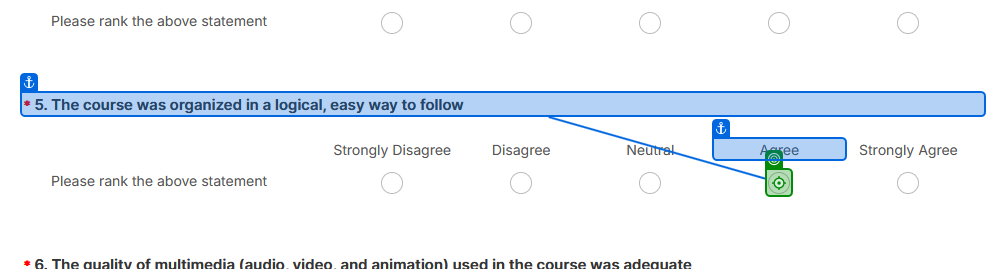 Please rank the above statement
* 5. The course was organized in a logical, easy way to follow
Strongly Disagree Disagree Neutral Agree Strongly Agree
Please rank the above statement
* 6. The quality of multimedia (audio, video, and animation) used in the course was adequate